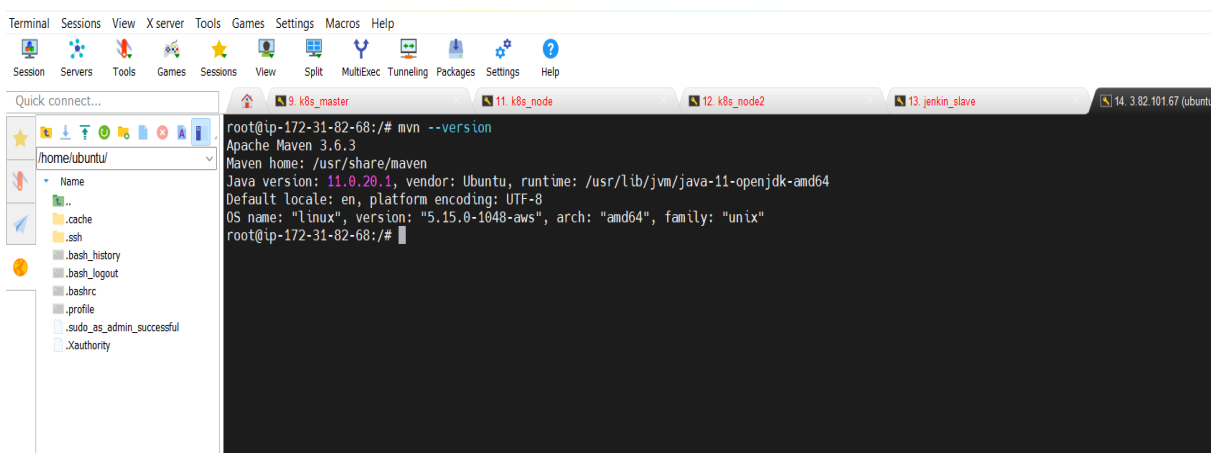 Terminal Sessions View X server Tools Games Settings Macros Help
Session Servers Tools Games Sessions View Split MultiExec Tunneling Packages Settings Help
Quick connect...
9. k8s_master
11. k8s_node
12. k8s_node2
13. jenkin_slave
14. 3.82.101.67 (ubuntu
/home/ubuntu/
Name
..
.cache
.ssh
.bash_history
.bash_logout
.bashrc
.profile
.sudo_as_admin_successful
.Xauthority
root@ip-172-31-82-68:/# mvn --version
Apache Maven 3.6.3
Maven home: /usr/share/maven
Java version: 11.0.20.1, vendor: Ubuntu, runtime: /usr/lib/jvm/java-11-openjdk-amd64
Default locale: en, platform encoding: UTF-8
OS name: "linux", version: "5.15.0-1048-aws", arch: "amd64", family: "unix"
root@ip-172-31-82-68:/#